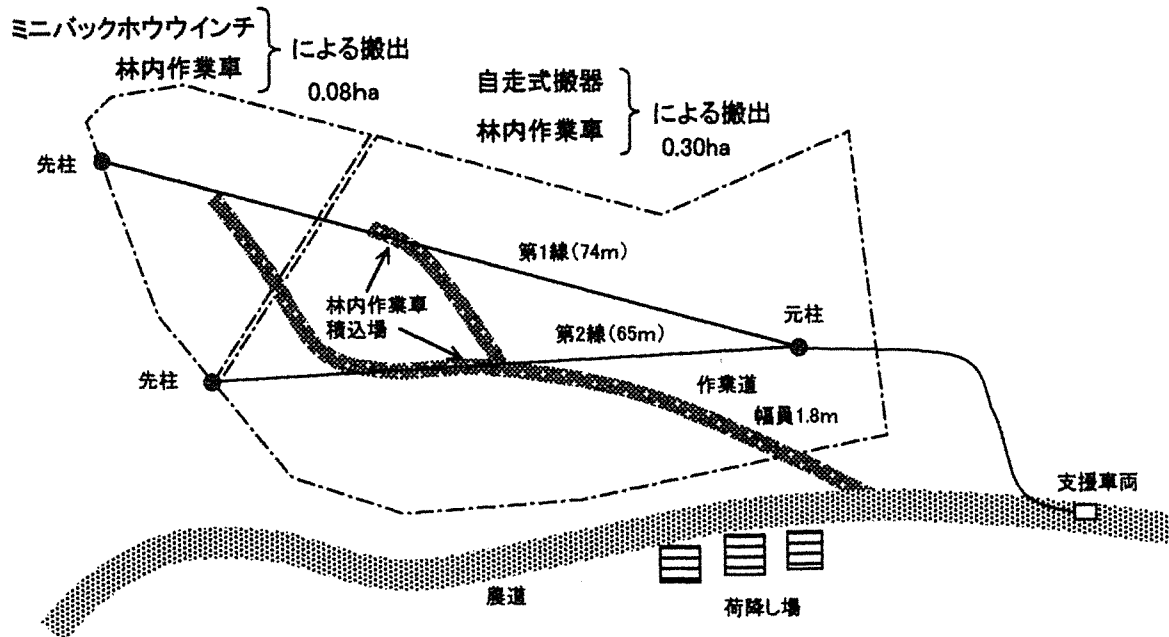 ミニバックホウウインチ
林内作業車
による搬出
0.08ha
自走式搬器
林内作業車
による搬出
0.30ha
先柱
第1線(74m)
林内作業車
積込場
第2線(65m)
元柱
先柱
作業道
幅員1.8m
支援車両
農道
荷降し場